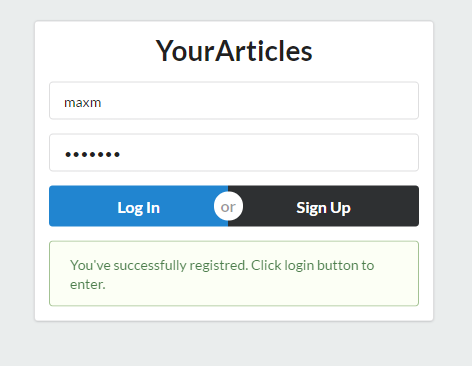 YourArticles
maxm
•••••••
Log In
or
Sign Up
You've successfully registred. Click login button to
enter.